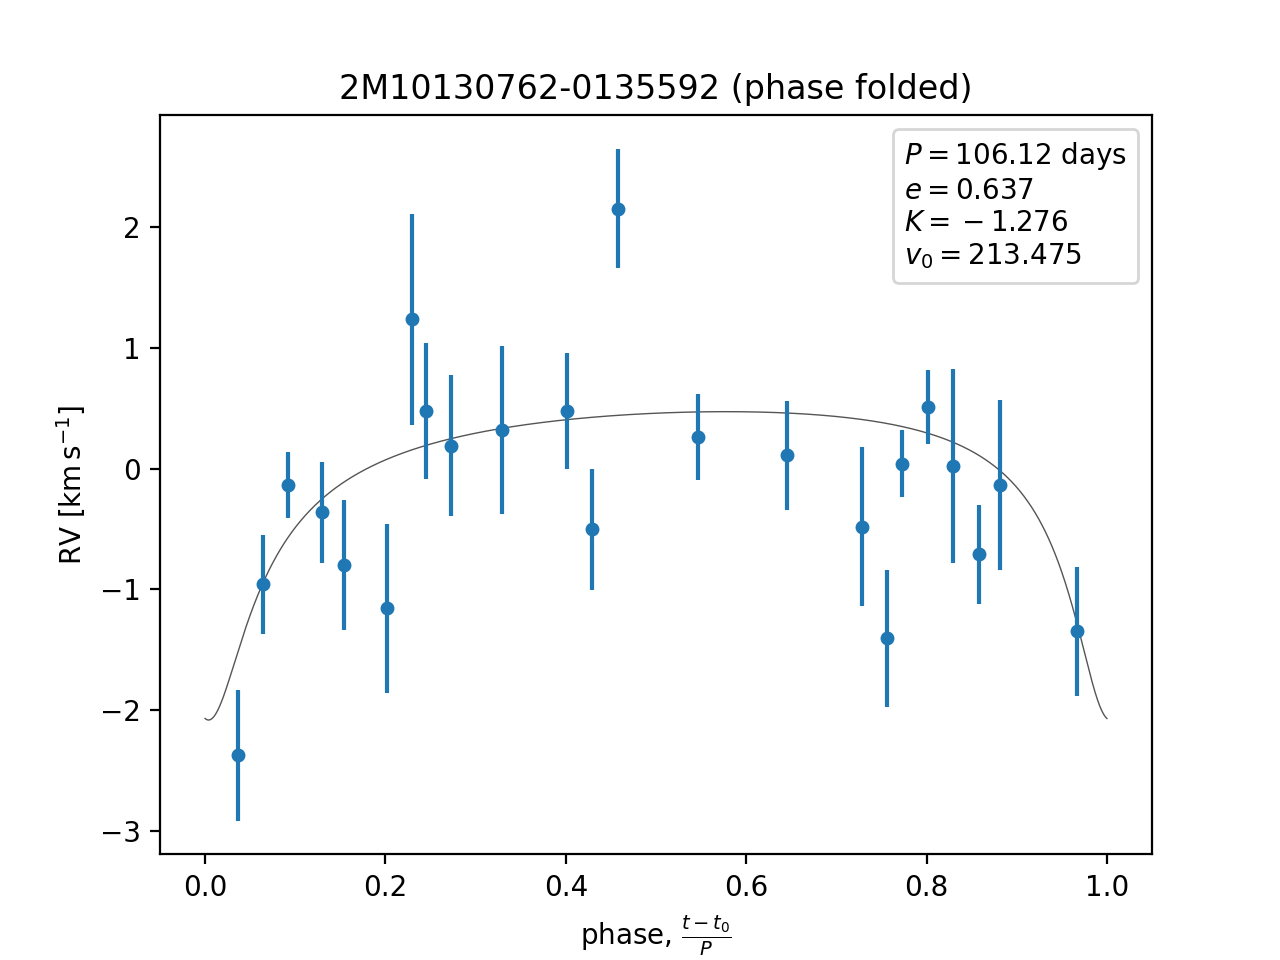 2M10130762-0135592 (phase folded)
P = 106.12 days
e = 0.637
K = −1.276
v₀ = 213.475
RV [km s⁻¹]
2
1
0
−1
−2
−3
0.0 0.2 0.4 0.6 0.8 1.0
phase, (t − t₀)/P